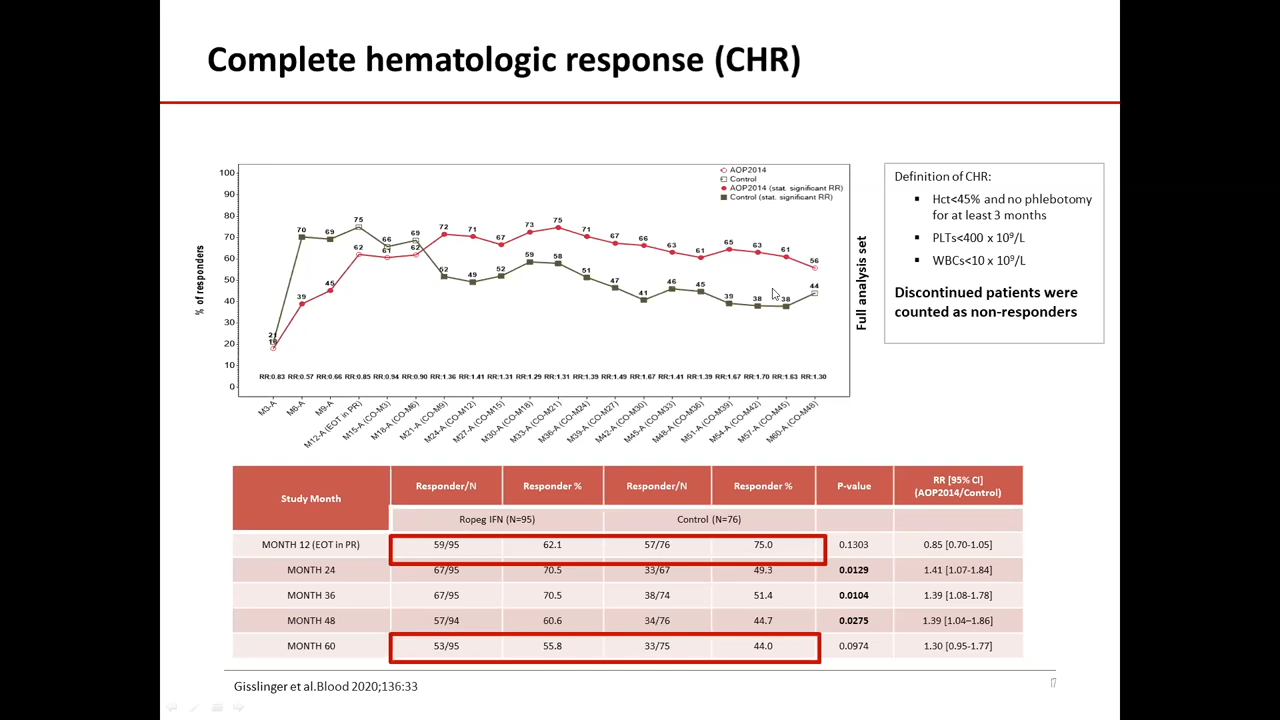 Complete hematologic response (CHR)
100
90
80
70
60
50
40
30
20
10
0
% of responders
AOP2014
Control
AOP2014 (stat. significant RR)
Control (stat. significant RR)
21 70 69 75 66 69 52 49 52 59 58 51 47 41 46 45 39 38 38 44
39 45 62 61 62 72 71 67 73 75 71 67 66 63 61 65 63 61 56
RR:0.83 RR:0.57 RR:0.66 RR:0.85 RR:0.94 RR:0.90 RR:1.36 RR:1.41 RR:1.31 RR:1.29 RR:1.31 RR:1.39 RR:1.49 RR:1.67 RR:1.41 RR:1.39 RR:1.67 RR:1.70 RR:1.63 RR:1.30
M3-A
M6-A
M9-A
M12-A (EOT in PR)
M15-A (CO-M3)
M18-A (CO-M6)
M21-A (CO-M9)
M24-A (CO-M12)
M27-A (CO-M15)
M30-A (CO-M18)
M33-A (CO-M21)
M36-A (CO-M24)
M39-A (CO-M27)
M42-A (CO-M30)
M45-A (CO-M33)
M48-A (CO-M36)
M51-A (CO-M39)
M54-A (CO-M42)
M57-A (CO-M45)
M60-A (CO-M48)
Full analysis set
Definition of CHR:
▪ Hct<45% and no phlebotomy
for at least 3 months
▪ PLTs<400 x 10⁹/L
▪ WBCs<10 x 10⁹/L
Discontinued patients were
counted as non-responders
Study Month Responder/N Responder % Responder/N Responder % P-value RR [95% CI]
(AOP2014/Control)
Ropeg IFN (N=95) Control (N=76)
MONTH 12 (EOT in PR) 59/95 62.1 57/76 75.0 0.1303 0.85 [0.70-1.05]
MONTH 24 67/95 70.5 33/67 49.3 0.0129 1.41 [1.07-1.84]
MONTH 36 67/95 70.5 38/74 51.4 0.0104 1.39 [1.08-1.78]
MONTH 48 57/94 60.6 34/76 44.7 0.0275 1.39 [1.04–1.86]
MONTH 60 53/95 55.8 33/75 44.0 0.0974 1.30 [0.95-1.77]
Gisslinger et al.Blood 2020;136:33
17